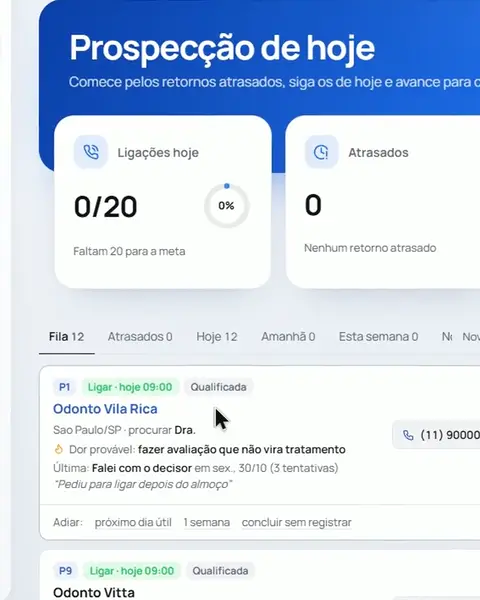 Prospecção de hoje
Comece pelos retornos atrasados, siga os de hoje e avance para
Ligações hoje
0/20
0%
Faltam 20 para a meta
Atrasados
0
Nenhum retorno atrasado
Fila 12 Atrasados 0 Hoje 12 Amanhã 0 Esta semana 0
P1 Ligar · hoje 09:00 Qualificada
Odonto Vila Rica
Sao Paulo/SP · procurar Dra.
Dor provável: fazer avaliação que não vira tratamento
Última: Falei com o decisor em sex., 30/10 (3 tentativas)
“Pediu para ligar depois do almoço”
(11) 90000
Adiar: próximo dia útil 1 semana concluir sem registrar
P9 Ligar · hoje 09:00 Qualificada
Odonto Vitta